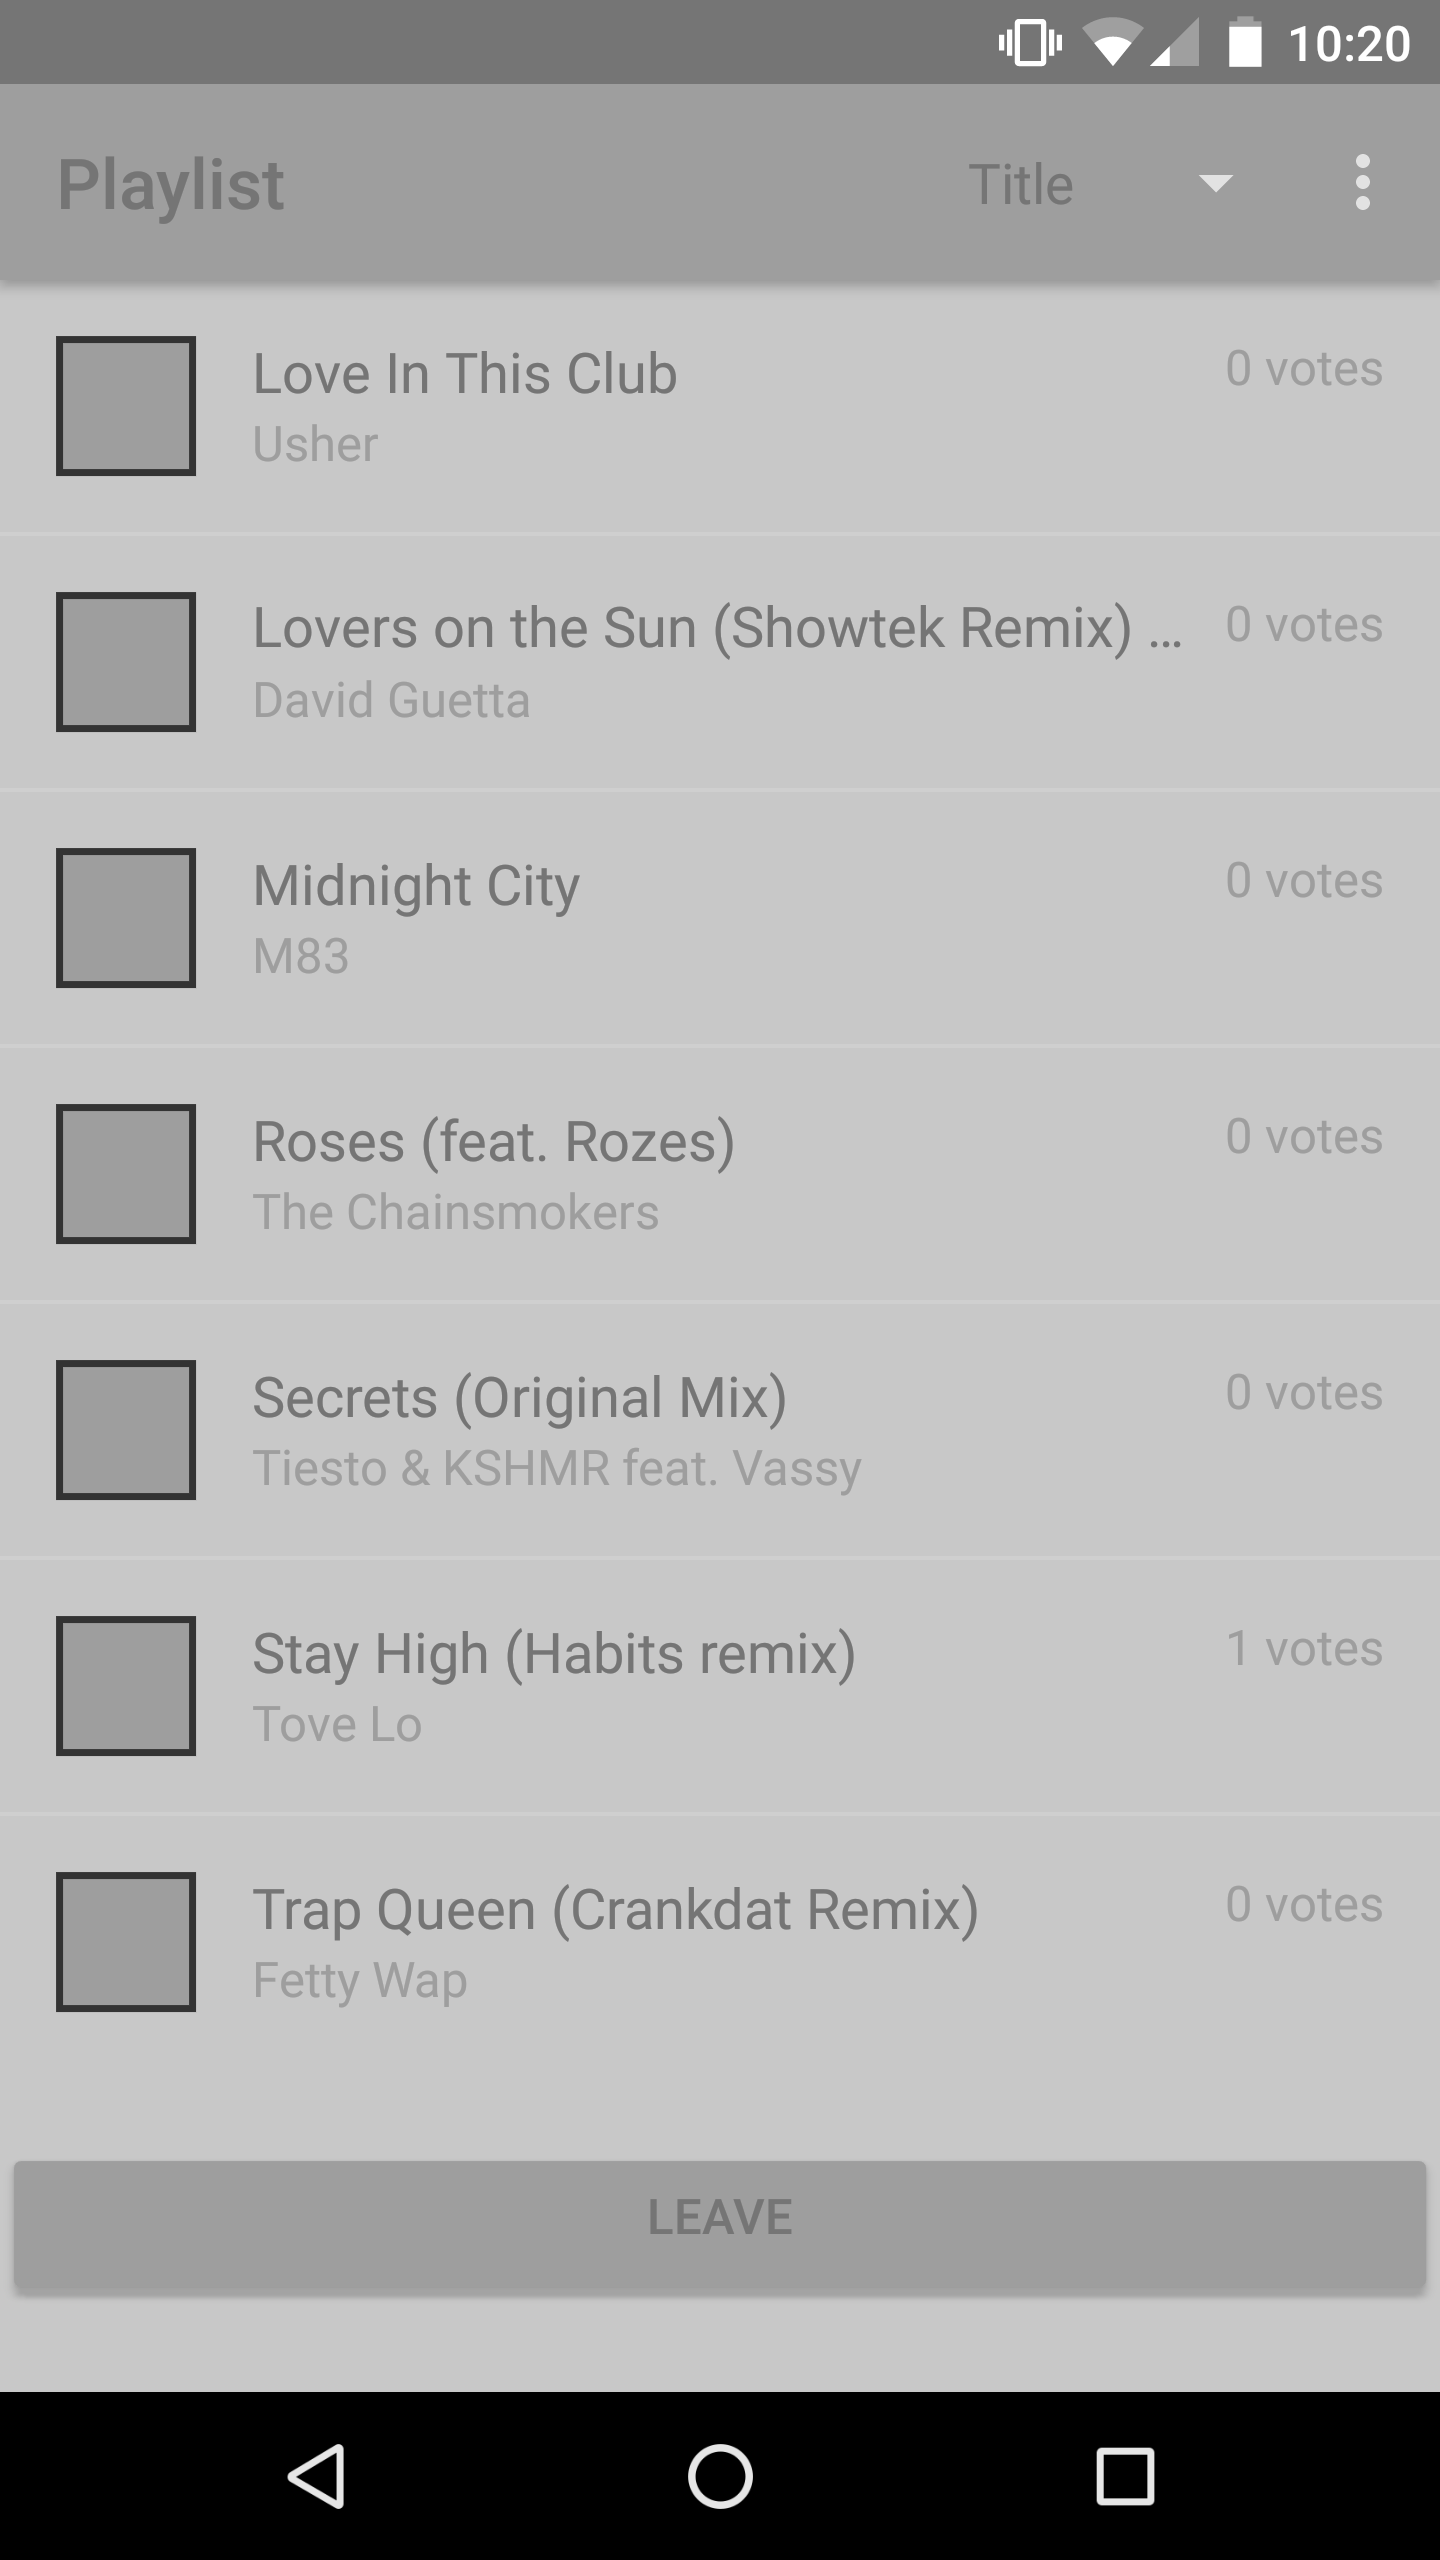 10:20
Playlist Title
Love In This Club 0 votes
Usher
Lovers on the Sun (Showtek Remix) ... 0 votes
David Guetta
Midnight City 0 votes
M83
Roses (feat. Rozes) 0 votes
The Chainsmokers
Secrets (Original Mix) 0 votes
Tiesto & KSHMR feat. Vassy
Stay High (Habits remix) 1 votes
Tove Lo
Trap Queen (Crankdat Remix) 0 votes
Fetty Wap
LEAVE